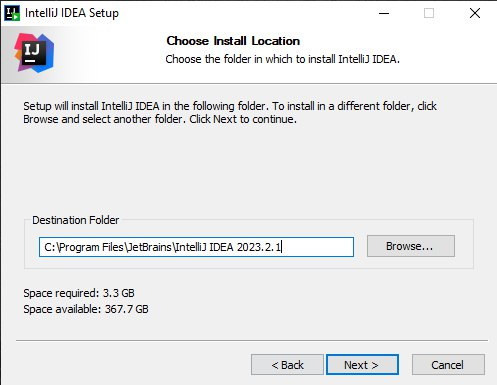 IntelliJ IDEA Setup
IJ
Choose Install Location
Choose the folder in which to install IntelliJ IDEA.
Setup will install IntelliJ IDEA in the following folder. To install in a different folder, click
Browse and select another folder. Click Next to continue.
Destination Folder
C:\Program Files\JetBrains\IntelliJ IDEA 2023.2.1
Browse...
Space required: 3.3 GB
Space available: 367.7 GB
< Back
Next >
Cancel